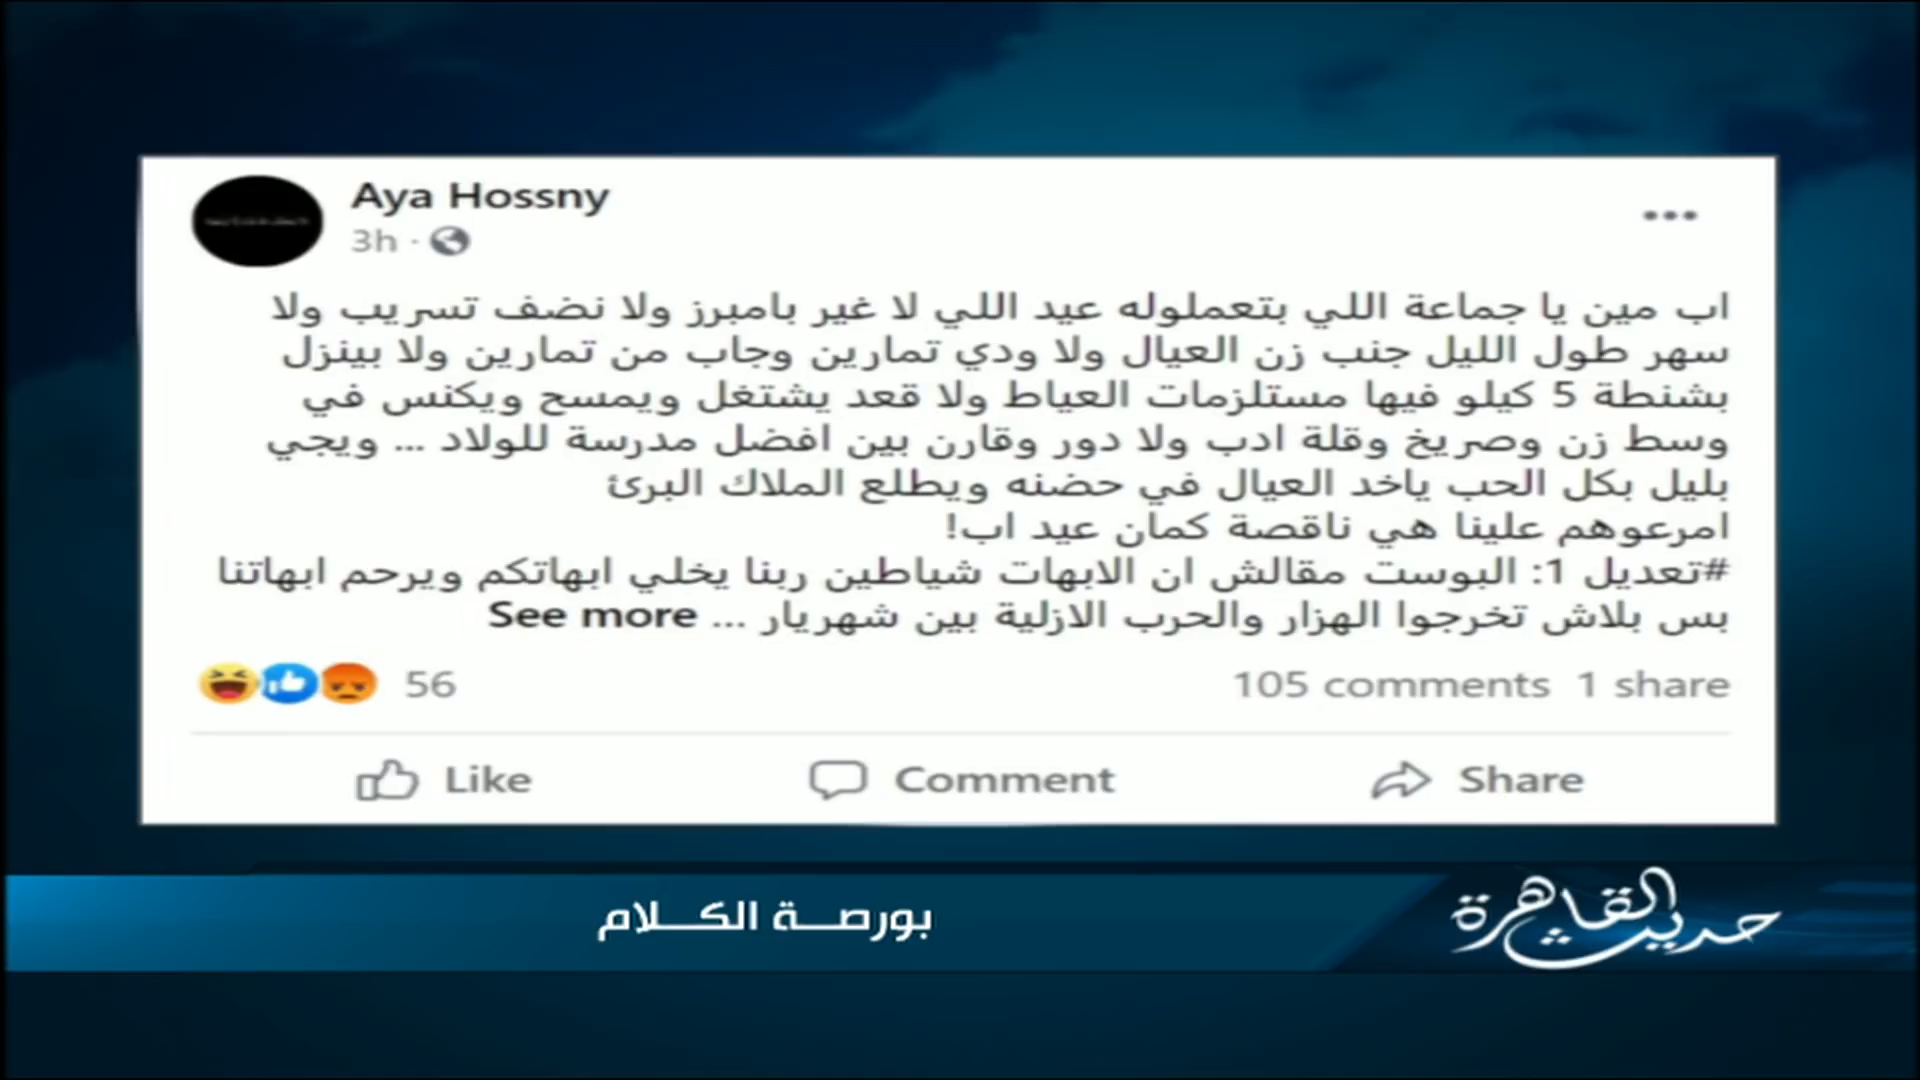 Aya Hossny
3h ·
اب مين يا جماعة اللي بتعملوله عيد اللي لا غير بامبرز ولا نضف تسريب ولا
سهر طول الليل جنب زن العيال ولا ودي تمارين وجاب من تمارين ولا بينزل
بشنطة 5 كيلو فيها مستلزمات العياط ولا قعد يشتغل ويمسح ويكنس في
وسط زن وصريخ وقلة ادب ولا دور وقارن بين افضل مدرسة للولاد ... ويجي
بليل بكل الحب ياخد العيال في حضنه ويطلع الملاك البرئ
امرعوهم علينا هي ناقصة كمان عيد اب!
#تعديل 1: البوست مقالش ان الابهات شياطين ربنا يخلي ابهاتكم ويرحم ابهاتنا
بس بلاش تخرجوا الهزار والحرب الازلية بين شهريار ... See more
56
105 comments 1 share
Like
Comment
Share
بورصــة الكــــلام
حديث القاهرة